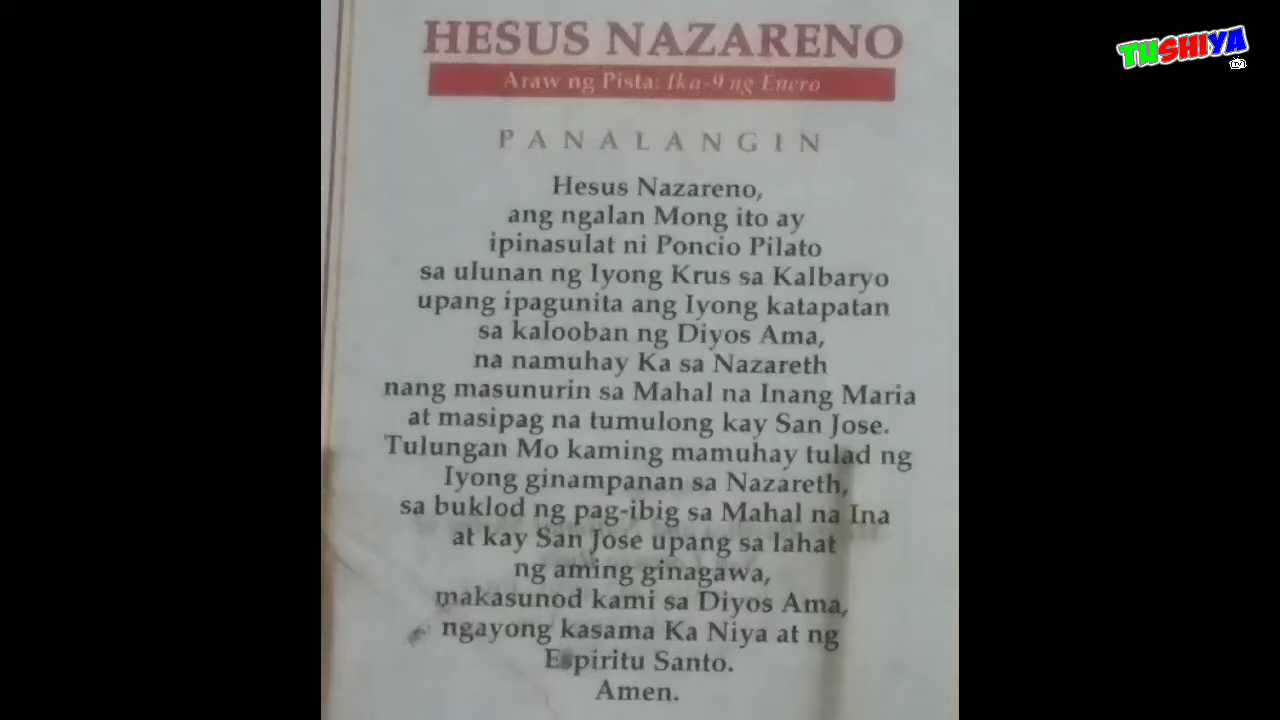 HESUS NAZARENO
Araw ng Pista: Ika-9 ng Enero
PANALANGIN
Hesus Nazareno,
ang ngalan Mong ito ay
ipinasulat ni Poncio Pilato
sa ulunan ng Iyong Krus sa Kalbaryo
upang ipagunita ang Iyong katapatan
sa kalooban ng Diyos Ama,
na namuhay Ka sa Nazareth
nang masunurin sa Mahal na Inang Maria
at masipag na tumulong kay San Jose.
Tulungan Mo kaming mamuhay tulad ng
Iyong ginampanan sa Nazareth,
sa buklod ng pag-ibig sa Mahal na Ina
at kay San Jose upang sa lahat
ng aming ginagawa,
makasunod kami sa Diyos Ama,
ngayong kasama Ka Niya at ng
Espiritu Santo.
Amen.
TUSHIYA